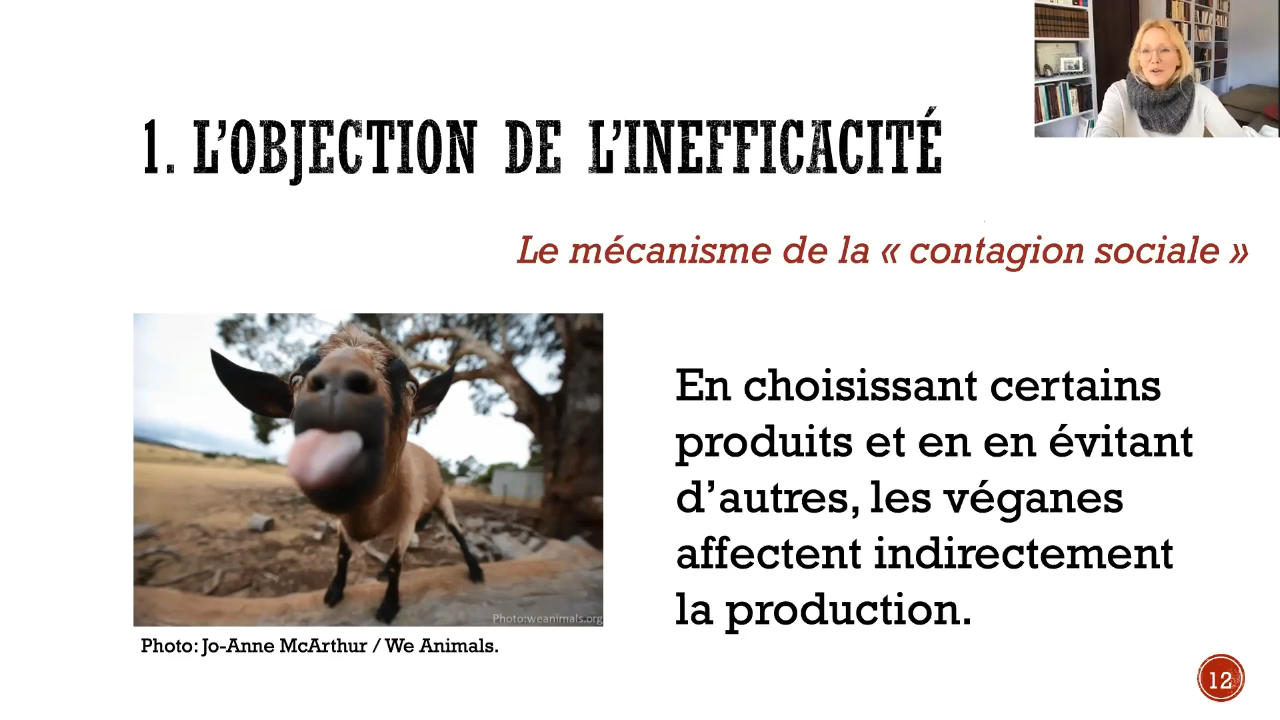 1. L'OBJECTION DE L'INEFFICACITÉ
Le mécanisme de la « contagion sociale »
En choisissant certains
produits et en en évitant
d'autres, les véganes
affectent indirectement
la production.
Photo:weanimals.org
Photo: Jo-Anne McArthur / We Animals.
12